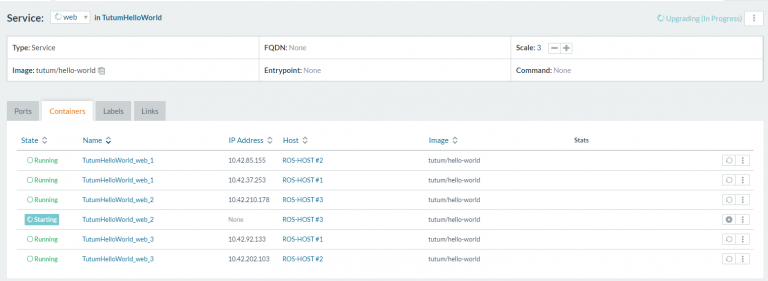 Service: web in TutumHelloWorld Upgrading (In Progress)
Type: Service FQDN: None Scale: 3
Image: tutum/hello-world Entrypoint: None Command: None
Ports Containers Labels Links
State Name IP Address Host Image Stats
Running TutumHelloWorld_web_1 10.42.85.155 ROS-HOST #2 tutum/hello-world
Running TutumHelloWorld_web_1 10.42.37.253 ROS-HOST #1 tutum/hello-world
Running TutumHelloWorld_web_2 10.42.210.178 ROS-HOST #3 tutum/hello-world
Starting TutumHelloWorld_web_2 None ROS-HOST #3 tutum/hello-world
Running TutumHelloWorld_web_3 10.42.92.133 ROS-HOST #1 tutum/hello-world
Running TutumHelloWorld_web_3 10.42.202.103 ROS-HOST #2 tutum/hello-world